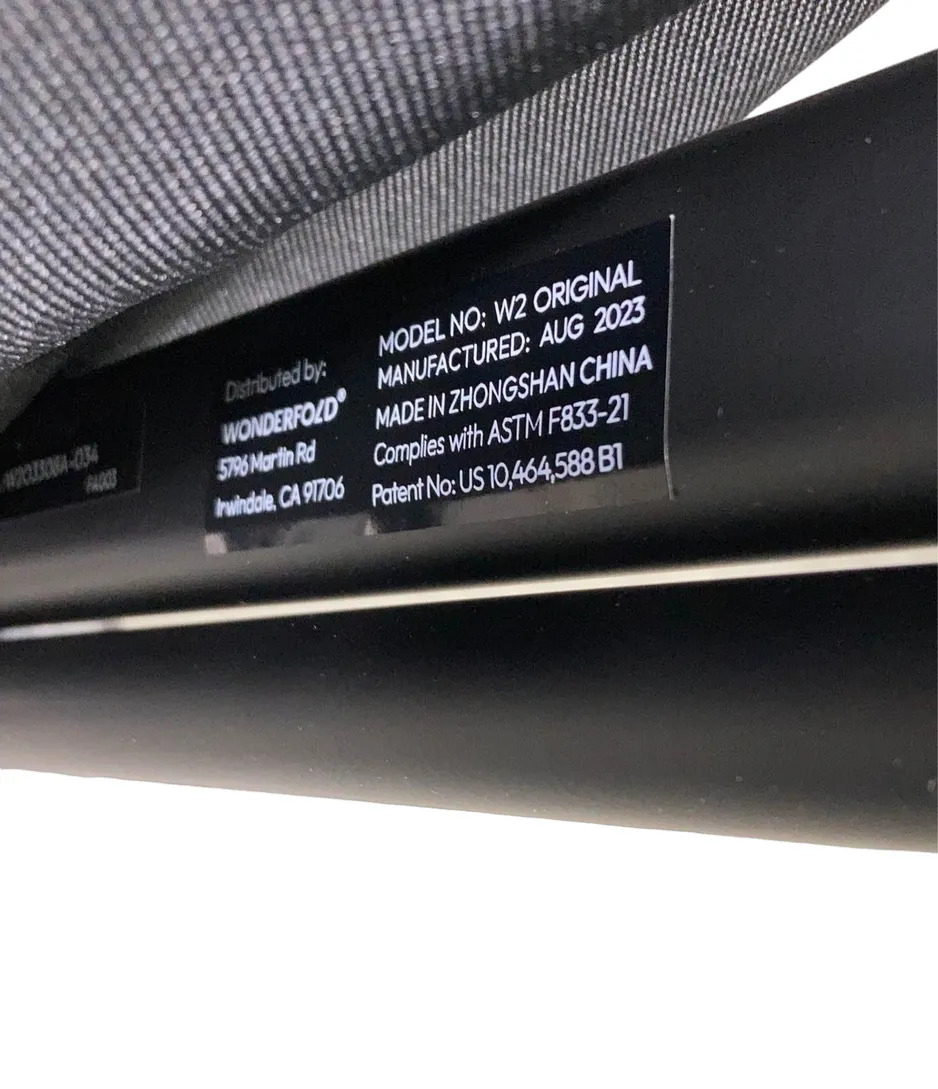 Distributed by:
WONDERFOLD®
5796 Martin Rd
Irwindale, CA 91706
MODEL NO: W2 ORIGINAL
MANUFACTURED: AUG 2023
MADE IN ZHONGSHAN CHINA
Complies with ASTM F833-21
Patent No: US 10,464,588 B1